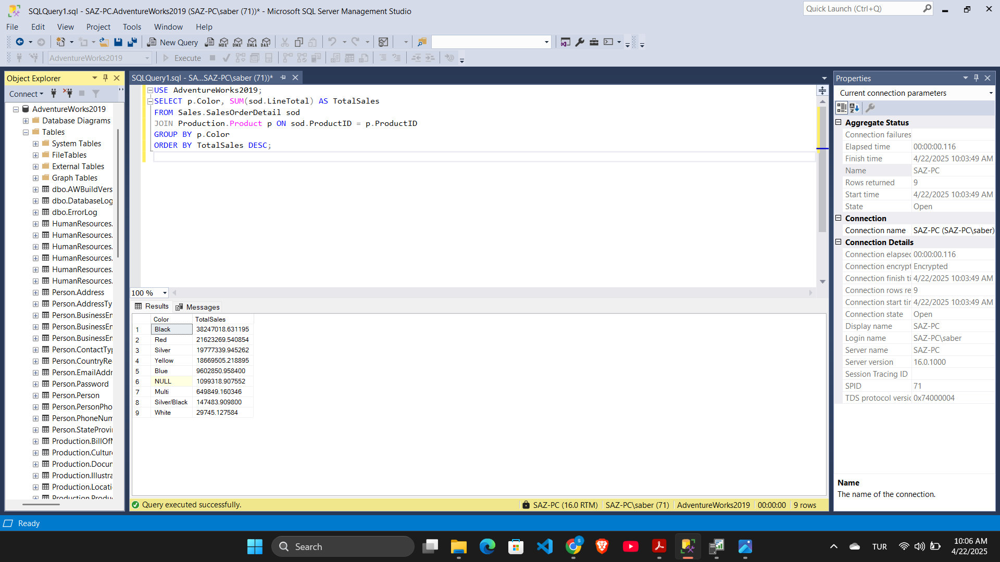 SQLQuery1.sql - SAZ-PC.AdventureWorks2019 (SAZ-PC\saber (71))* - Microsoft SQL Server Management Studio
Quick Launch (Ctrl+Q)
File Edit View Project Tools Window Help
New Query
MDX DMX XMLA DAX
AdventureWorks2019
Execute
Object Explorer
Connect
AdventureWorks2019
Database Diagrams
Tables
System Tables
FileTables
External Tables
Graph Tables
dbo.AWBuildVers
dbo.DatabaseLog
dbo.ErrorLog
HumanResources.
HumanResources.
HumanResources.
HumanResources.
HumanResources.
HumanResources.
Person.Address
Person.AddressTy
Person.BusinessEn
Person.BusinessEn
Person.BusinessEn
Person.ContactTyp
Person.CountryRe
Person.EmailAddr
Person.Password
Person.Person
Person.PersonPho
Person.PhoneNum
Person.StateProvi
Production.BillOfM
Production.Culture
Production.Docur
Production.Illustra
Production.Locati
Production.Produ
SQLQuery1.sql - SA...SAZ-PC\saber (71))*
USE AdventureWorks2019;
SELECT p.Color, SUM(sod.LineTotal) AS TotalSales
FROM Sales.SalesOrderDetail sod
JOIN Production.Product p ON sod.ProductID = p.ProductID
GROUP BY p.Color
ORDER BY TotalSales DESC;
100 %
Results Messages
Color TotalSales
1 Black 38247018.631195
2 Red 21623269.540854
3 Silver 19777339.945262
4 Yellow 18669505.218895
5 Blue 9602850.958400
6 NULL 1099318.907552
7 Multi 649849.160346
8 Silver/Black 147483.909800
9 White 29745.127584
Query executed successfully.
SAZ-PC (16.0 RTM) SAZ-PC\saber (71) AdventureWorks2019 00:00:00 9 rows
Properties
Current connection parameters
Aggregate Status
Connection failures
Elapsed time 00:00:00.116
Finish time 4/22/2025 10:03:49 AM
Name SAZ-PC
Rows returned 9
Start time 4/22/2025 10:03:49 AM
State Open
Connection
Connection name SAZ-PC (SAZ-PC\saber)
Connection Details
Connection elapsed 00:00:00.116
Connection encrypt Encrypted
Connection finish ti 4/22/2025 10:03:49 AM
Connection rows re 9
Connection start tir 4/22/2025 10:03:49 AM
Connection state Open
Display name SAZ-PC
Login name SAZ-PC\saber
Server name SAZ-PC
Server version 16.0.1000
Session Tracing ID
SPID 71
TDS protocol versic 0x74000004
Name
The name of the connection.
Ready
Search
TUR
10:06 AM
4/22/2025